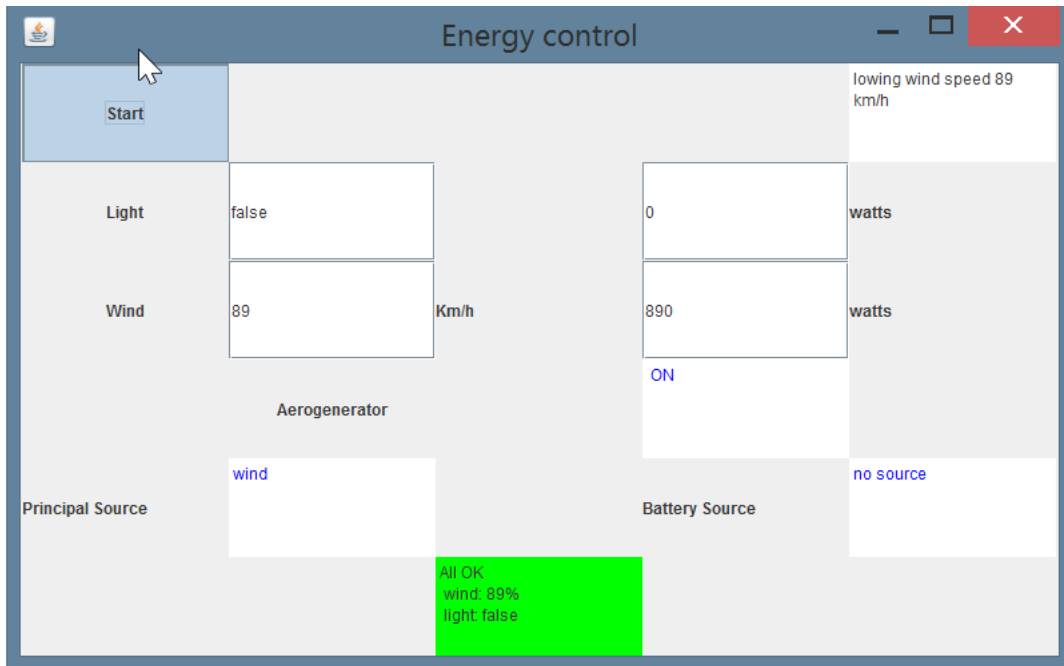 Energy control
Start
lowing wind speed 89
km/h
Light
false
0
watts
Wind
89
Km/h
890
watts
Aerogenerator
ON
Principal Source
wind
Battery Source
no source
All OK
wind: 89%
light: false